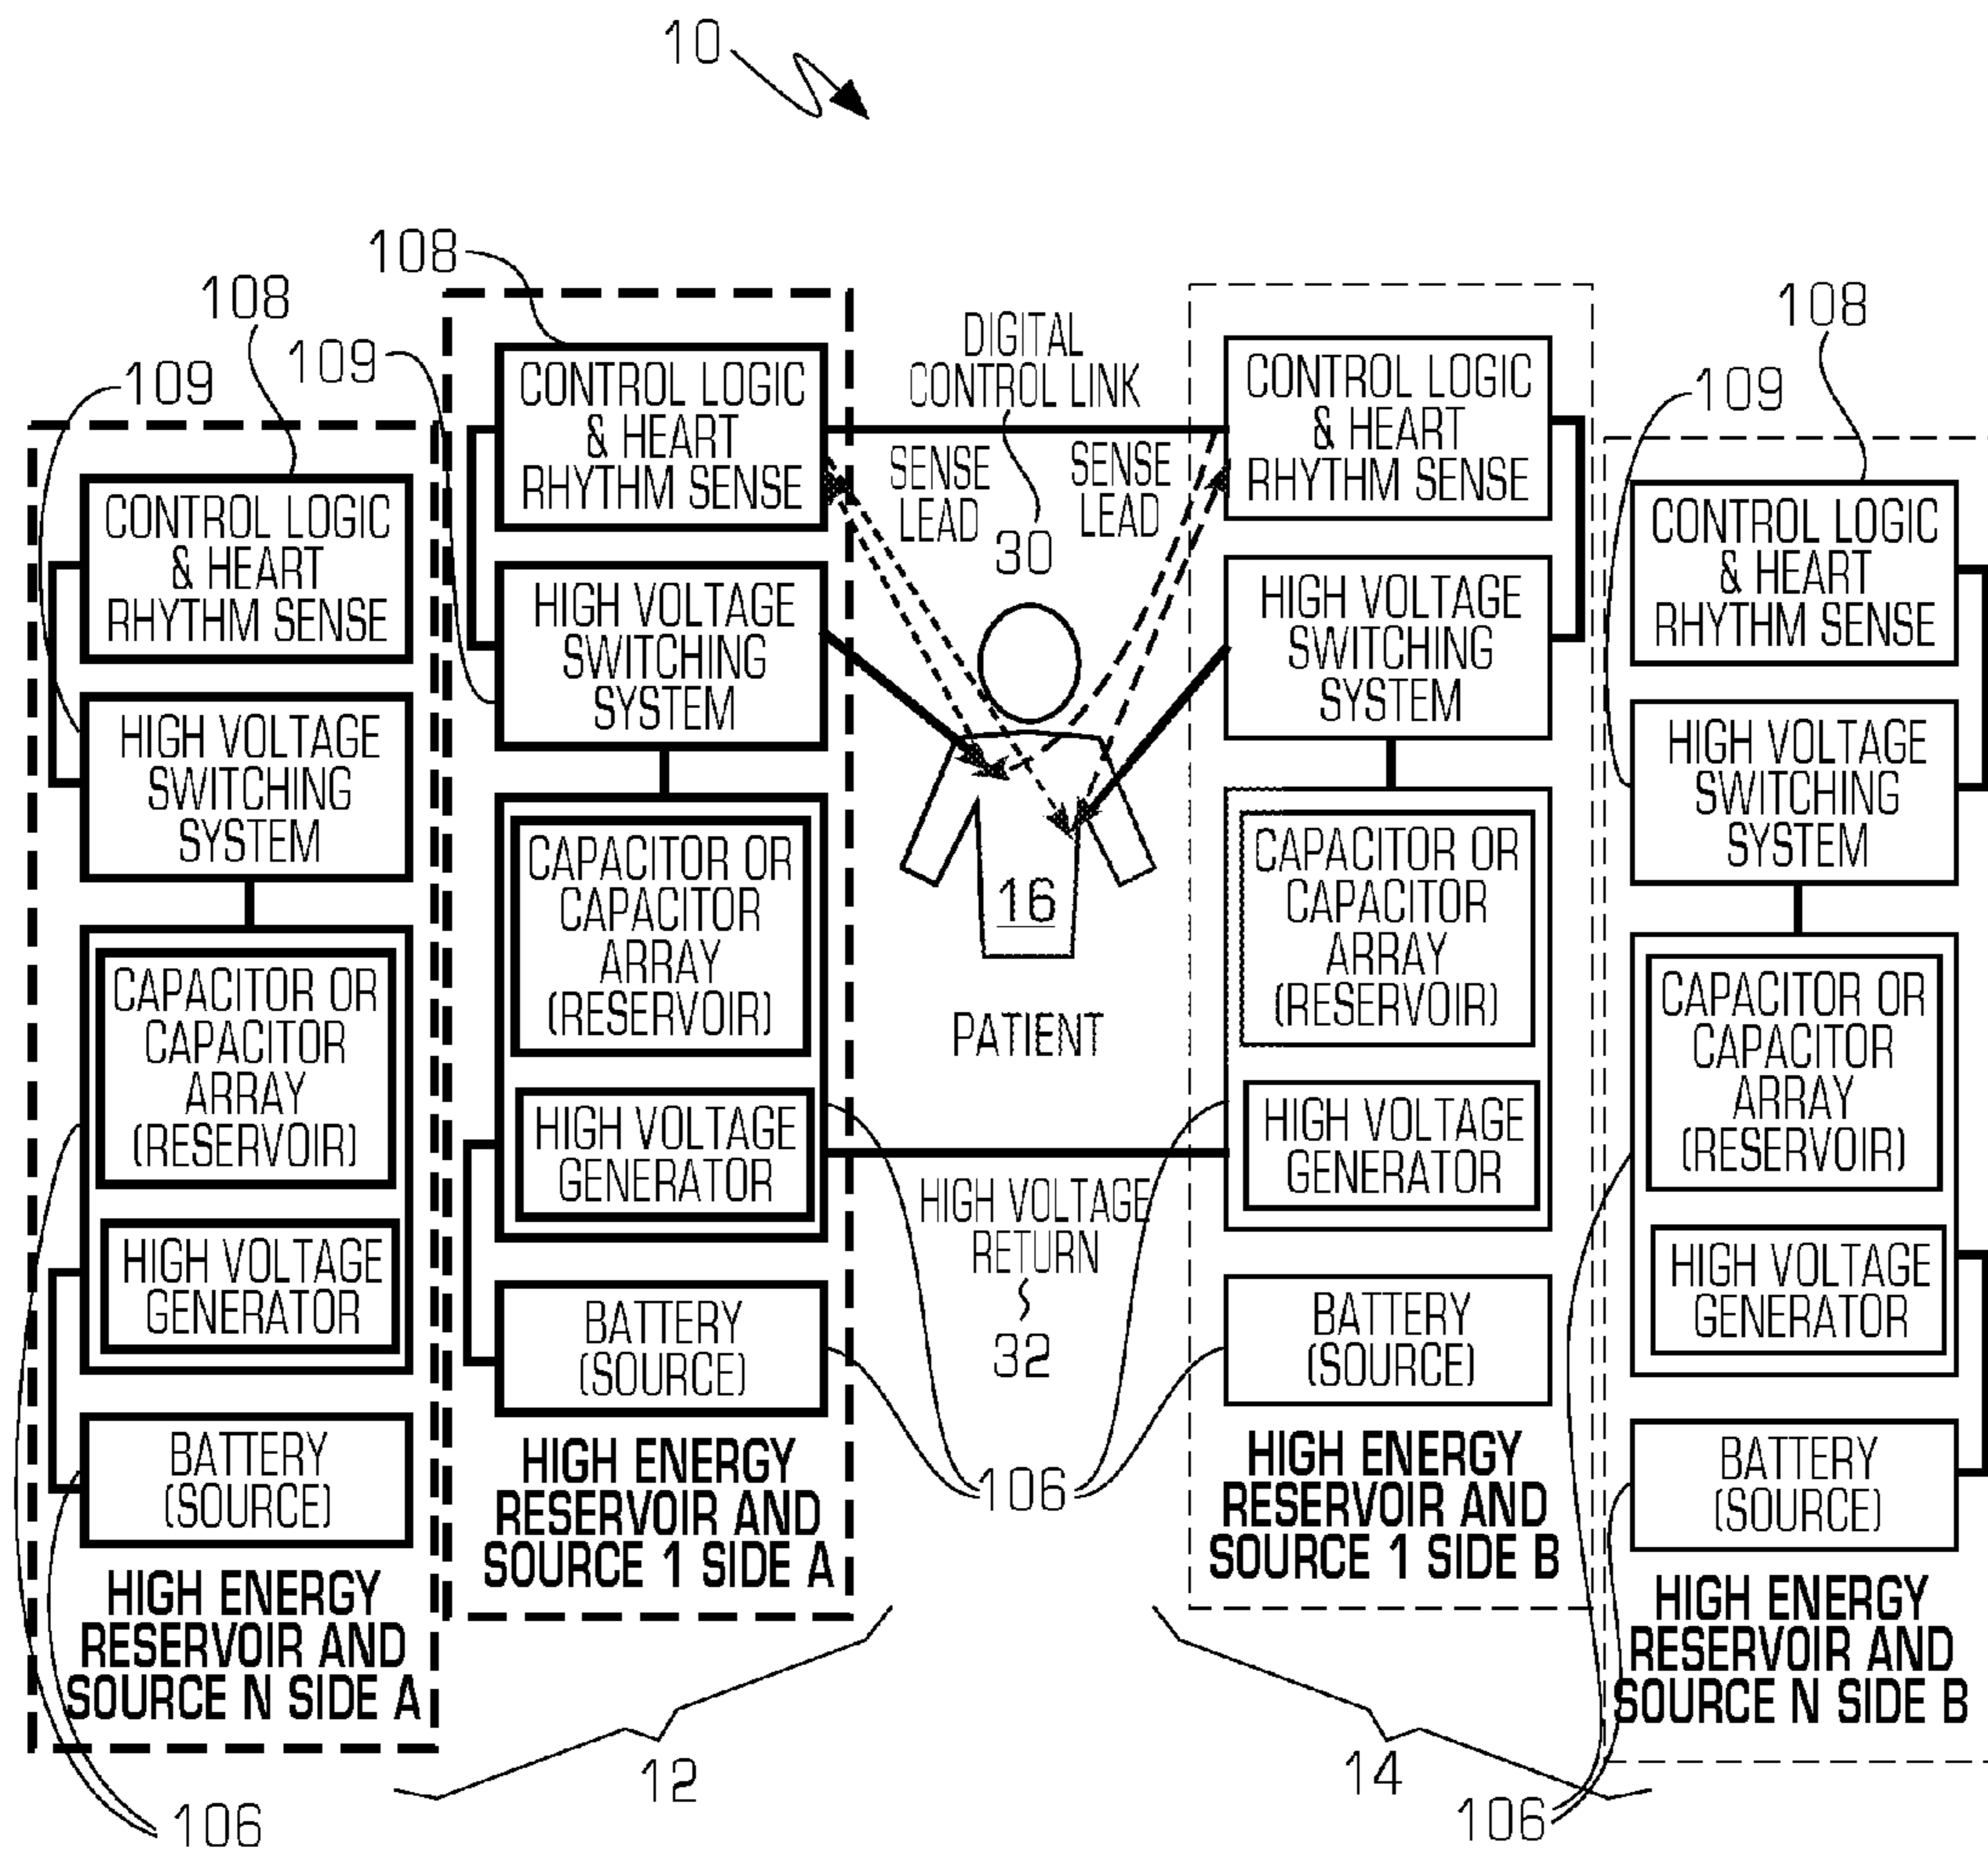 10
108
108
109
109
108
109
CONTROL LOGIC
& HEART
RHYTHM SENSE
HIGH VOLTAGE
SWITCHING
SYSTEM
CAPACITOR OR
CAPACITOR
ARRAY
(RESERVOIR)
HIGH VOLTAGE
GENERATOR
BATTERY
(SOURCE)
HIGH ENERGY
RESERVOIR AND
SOURCE N SIDE A
CONTROL LOGIC
& HEART
RHYTHM SENSE
HIGH VOLTAGE
SWITCHING
SYSTEM
CAPACITOR OR
CAPACITOR
ARRAY
(RESERVOIR)
HIGH VOLTAGE
GENERATOR
BATTERY
(SOURCE)
HIGH ENERGY
RESERVOIR AND
SOURCE 1 SIDE A
DIGITAL
CONTROL LINK
SENSE
LEAD
SENSE
LEAD
30
16
PATIENT
HIGH VOLTAGE
RETURN
32
106
CONTROL LOGIC
& HEART
RHYTHM SENSE
HIGH VOLTAGE
SWITCHING
SYSTEM
CAPACITOR OR
CAPACITOR
ARRAY
(RESERVOIR)
HIGH VOLTAGE
GENERATOR
BATTERY
(SOURCE)
HIGH ENERGY
RESERVOIR AND
SOURCE 1 SIDE B
CONTROL LOGIC
& HEART
RHYTHM SENSE
HIGH VOLTAGE
SWITCHING
SYSTEM
CAPACITOR OR
CAPACITOR
ARRAY
(RESERVOIR)
HIGH VOLTAGE
GENERATOR
BATTERY
(SOURCE)
HIGH ENERGY
RESERVOIR AND
SOURCE N SIDE B
12
14
106
106